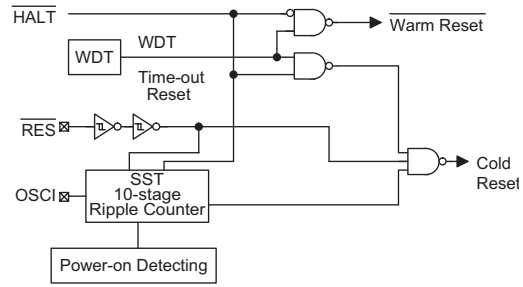 HALT
Warm Reset
WDT
WDT
Time-out
Reset
RES
Cold
Reset
OSCI
SST
10-stage
Ripple Counter
Power-on Detecting